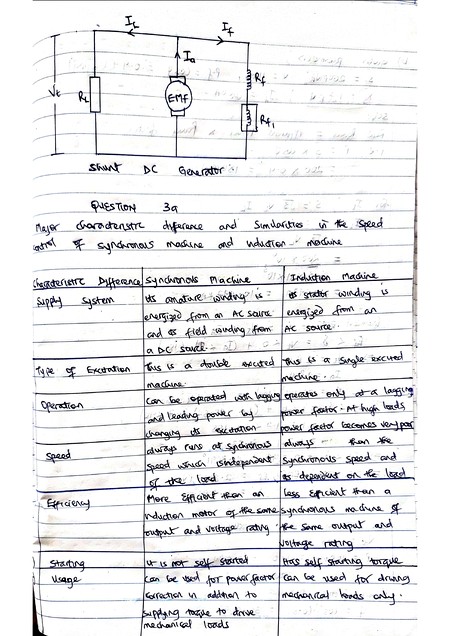 IL
If
Ia
Vt
RL
EMF
Rf
Rf1
Shunt DC Generator
QUESTION 3a
Major characteristic difference and Similarities in the Speed
control of Synchronous machine and induction machine
Characteristic Difference Synchronous Machine Induction Machine
Supply System
Its amature winding is
energized from an AC source
and its field winding from
a DC source
its stator winding is
energized from an
AC source
Type of Excitation
This is a double excited
machine
This is a single excited
machine.
Operation
Can be operated with lagging
and leading power by
changing its excitation
operates only at a lagging
power factor. At high loads
power factor becomes very poor
Speed
always runs at synchronous
speed which is independent
of the load
always than the
synchronous speed and
is dependent on the load
Efficiency
More efficient than an
induction motor of the same
output and voltage rating
less efficient than a
synchronous machine of
the same output and
voltage rating
Starting
it is not self started
Has self starting torque
Usage
Can be used for power factor
correction in addition to
supplying torque to drive
mechanical loads
can be used for driving
mechanical loads only.